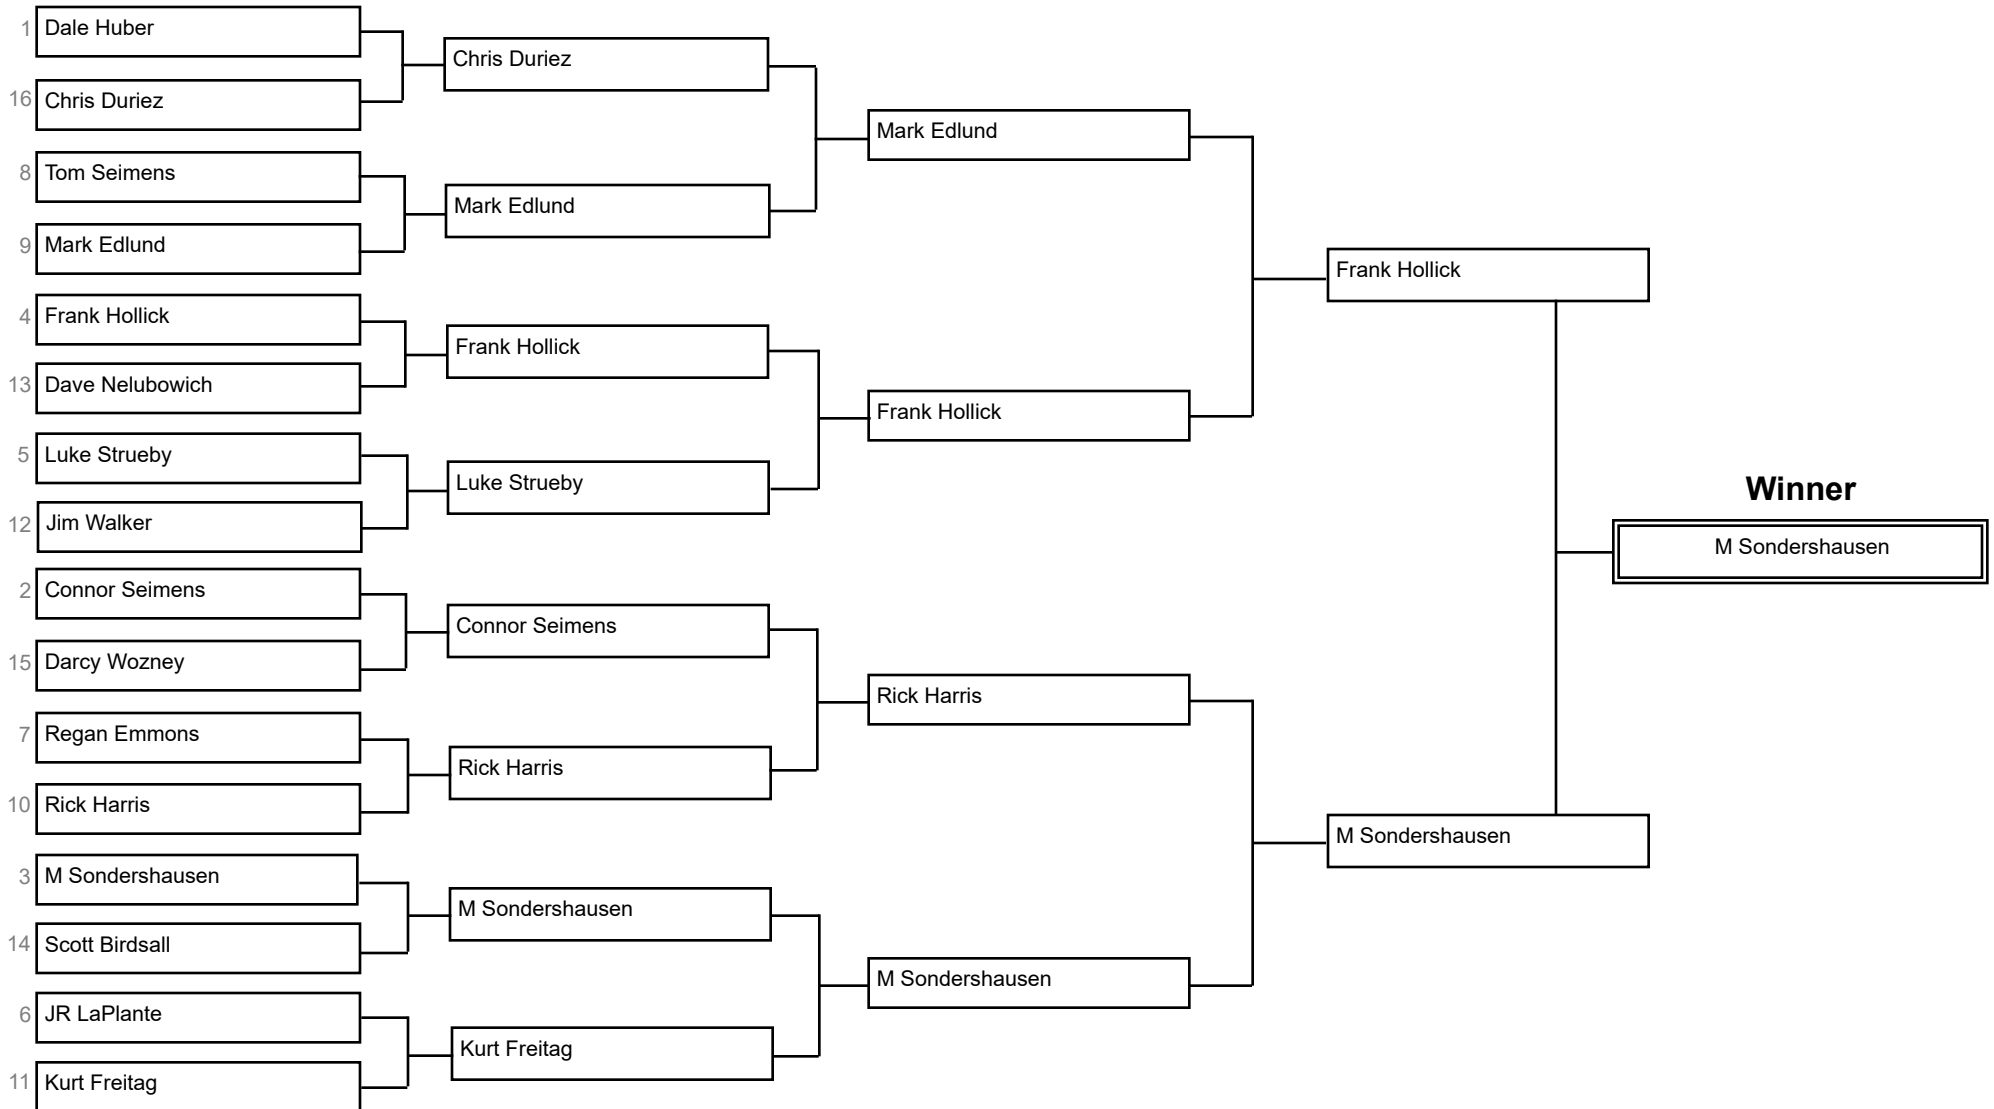 1 Dale Huber
16 Chris Duriez
8 Tom Seimens
9 Mark Edlund
4 Frank Hollick
13 Dave Nelubowich
5 Luke Strueby
12 Jim Walker
2 Connor Seimens
15 Darcy Wozney
7 Regan Emmons
10 Rick Harris
3 M Sondershausen
14 Scott Birdsall
6 JR LaPlante
11 Kurt Freitag
Chris Duriez
Mark Edlund
Frank Hollick
Luke Strueby
Connor Seimens
Rick Harris
M Sondershausen
Kurt Freitag
Mark Edlund
Frank Hollick
Rick Harris
M Sondershausen
Frank Hollick
M Sondershausen
Winner
M Sondershausen